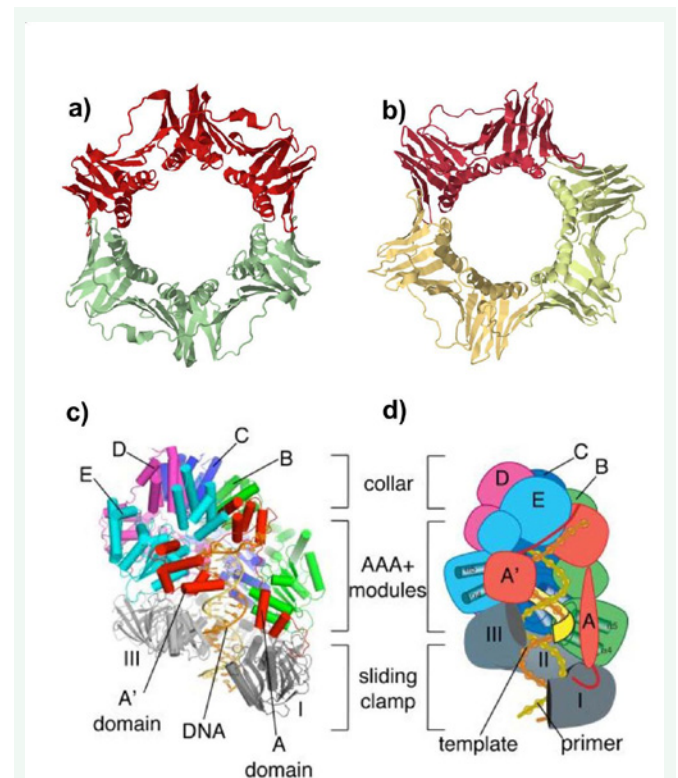 a)
b)
c)
d)
D
C
B
E
collar
AAA+
modules
sliding
clamp
III
A'
domain
DNA
A
domain
I
C
B
D
E
A'
A
III
II
I
template
primer